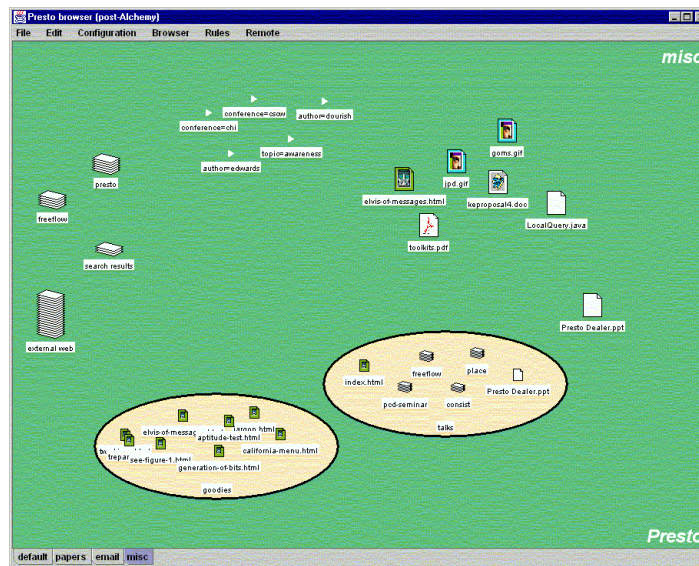 Presto browser (post-Alchemy)
File Edit Configuration Browser Rules Remote
misc
conference=cscw
author=dourish
conference=chi
topic=awareness
author=edwards
goms.gif
presto
jpd.gif
elvis-of-messages.html
keproposal4.doc
freeflow
LocalQuery.java
toolkits.pdf
search results
Presto Dealer.ppt
external web
freeflow
place
index.html
pcd-seminar
consist
Presto Dealer.ppt
talks
aptitude-test.html
california-menu.html
see-figure-1.html
generation-of-bits.html
goodies
Presto
default papers email misc